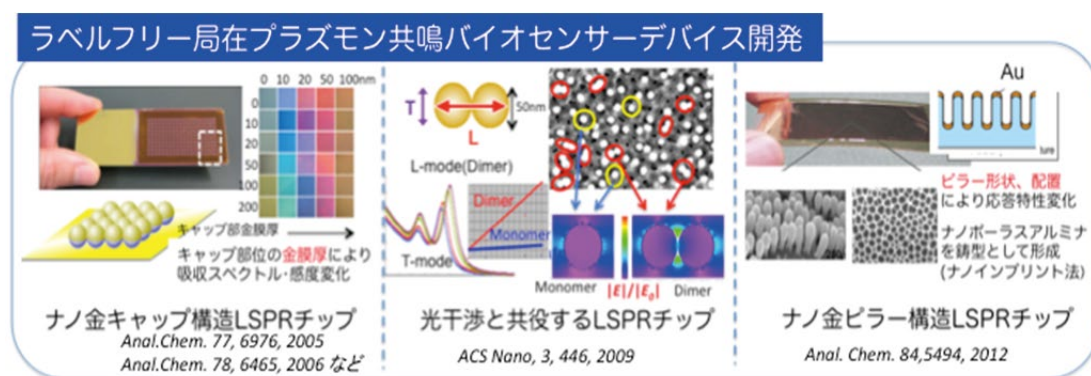 ラベルフリー局在プラズモン共鳴バイオセンサーデバイス開発
0 10 20 50 100nm
0
10
20
50
100
200
キャップ部金膜厚
キャップ部位の金膜厚により
吸収スペクトル・感度変化
ナノ金キャップ構造LSPRチップ
Anal.Chem. 77, 6976, 2005
Anal.Chem. 78, 6465, 2006 など
T
50nm
L
L-mode(Dimer)
Dimer
Monomer
T-mode
Monomer |E|/|E₀| Dimer
光干渉と共役するLSPRチップ
ACS Nano, 3, 446, 2009
Au
ピラー形状、配置
により応答特性変化
ナノポーラスアルミナ
を鋳型として形成
(ナノインプリント法)
ナノ金ピラー構造LSPRチップ
Anal. Chem. 84,5494, 2012